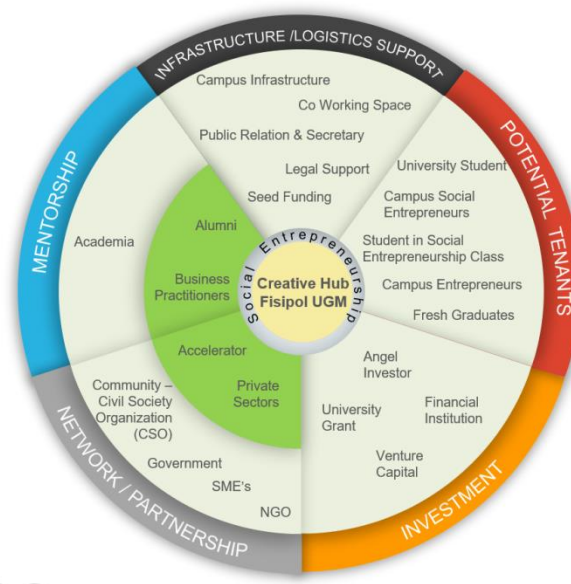 INFRASTRUCTURE /LOGISTICS SUPPORT
Campus Infrastructure
Co Working Space
Public Relation & Secretary
Legal Support
Seed Funding
POTENTIAL TENANTS
University Student
Campus Social
Entrepreneurs
Student in Social
Entrepreneurship Class
Campus Entrepreneurs
Fresh Graduates
MENTORSHIP
Academia
Alumni
Business
Practitioners
Social Entrepreneurship
Creative Hub
Fisipol UGM
NETWORK / PARTNERSHIP
Accelerator
Private
Sectors
Community –
Civil Society
Organization
(CSO)
Government
SME's
NGO
INVESTMENT
Angel
Investor
University
Grant
Financial
Institution
Venture
Capital